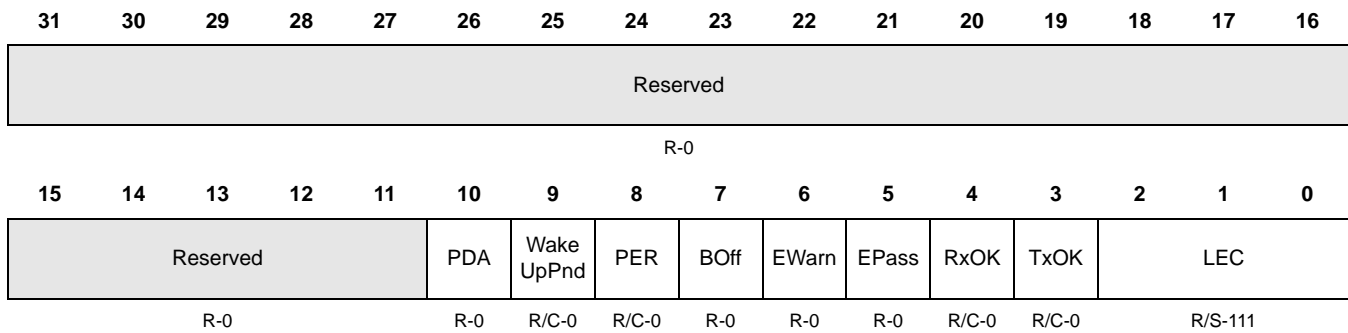 31 30 29 28 27 26 25 24 23 22 21 20 19 18 17 16
Reserved
R-0
15 14 13 12 11 10 9 8 7 6 5 4 3 2 1 0
Reserved PDA Wake UpPnd PER BOff EWarn EPass RxOK TxOK LEC
R-0 R-0 R/C-0 R/C-0 R-0 R-0 R-0 R/C-0 R/C-0 R/S-111